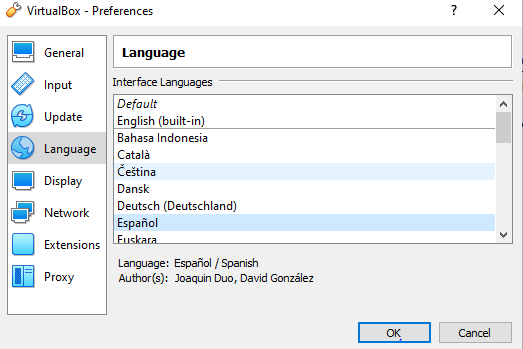 VirtualBox - Preferences
?
General
Input
Update
Language
Display
Network
Extensions
Proxy
Language
Interface Languages
Default
English (built-in)
Bahasa Indonesia
Català
Čeština
Dansk
Deutsch (Deutschland)
Español
Euskara
Language: Español / Spanish
Author(s): Joaquin Duo, David González
OK
Cancel